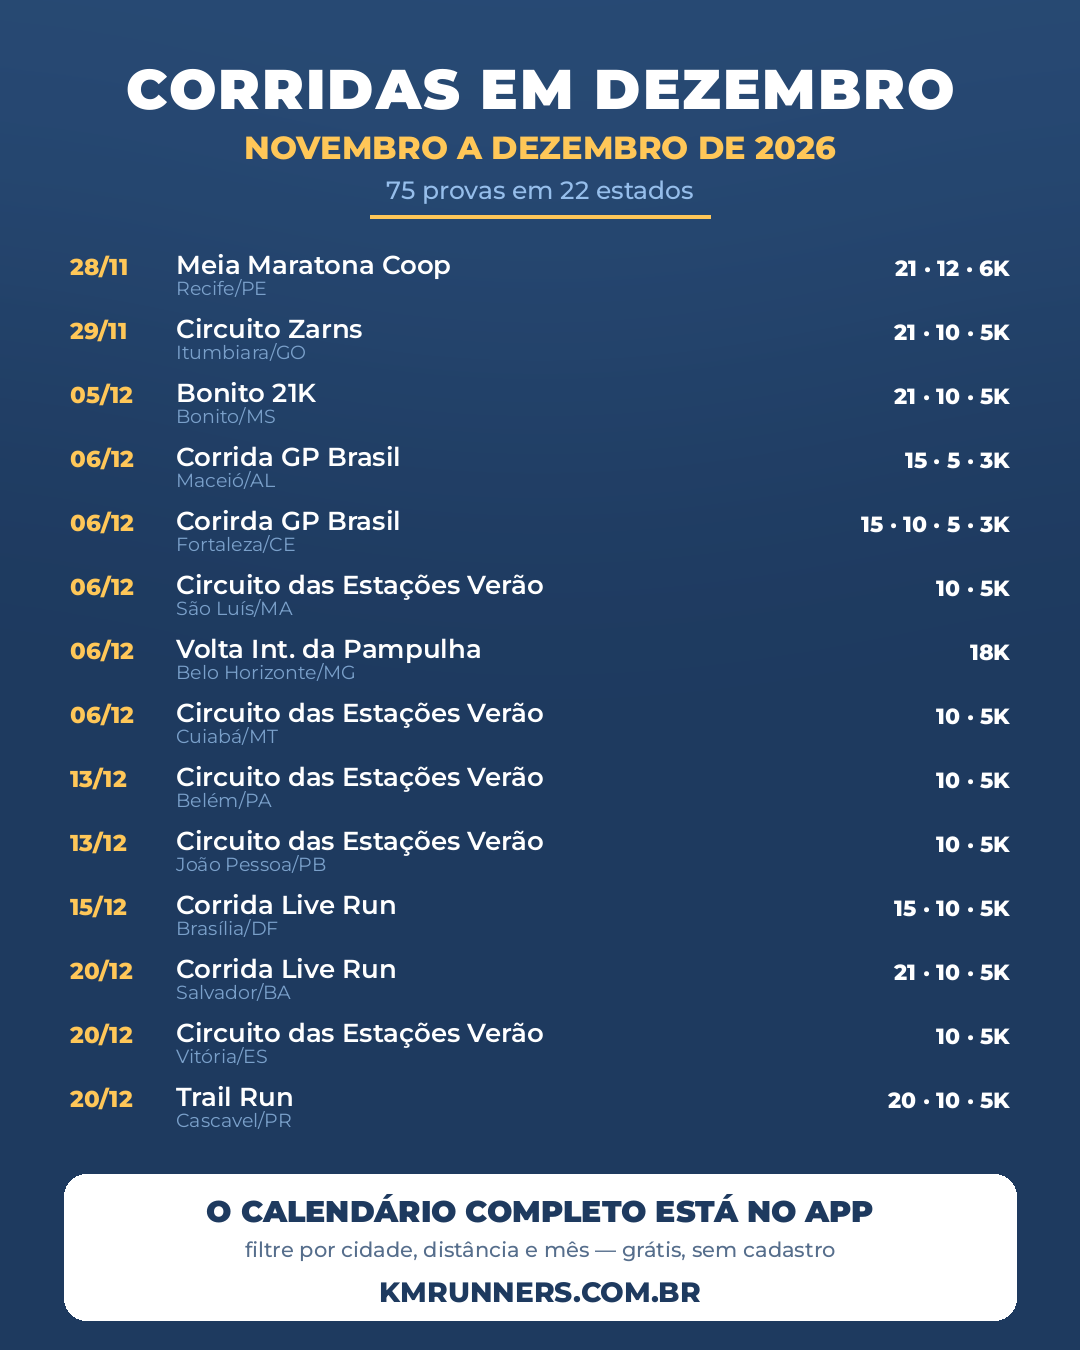 CORRIDAS EM DEZEMBRO
NOVEMBRO A DEZEMBRO DE 2026
75 provas em 22 estados
28/11 Meia Maratona Coop 21 · 12 · 6K
Recife/PE
29/11 Circuito Zarns 21 · 10 · 5K
Itumbiara/GO
05/12 Bonito 21K 21 · 10 · 5K
Bonito/MS
06/12 Corrida GP Brasil 15 · 5 · 3K
Maceió/AL
06/12 Corirda GP Brasil 15 · 10 · 5 · 3K
Fortaleza/CE
06/12 Circuito das Estações Verão 10 · 5K
São Luís/MA
06/12 Volta Int. da Pampulha 18K
Belo Horizonte/MG
06/12 Circuito das Estações Verão 10 · 5K
Cuiabá/MT
13/12 Circuito das Estações Verão 10 · 5K
Belém/PA
13/12 Circuito das Estações Verão 10 · 5K
João Pessoa/PB
15/12 Corrida Live Run 15 · 10 · 5K
Brasília/DF
20/12 Corrida Live Run 21 · 10 · 5K
Salvador/BA
20/12 Circuito das Estações Verão 10 · 5K
Vitória/ES
20/12 Trail Run 20 · 10 · 5K
Cascavel/PR
O CALENDÁRIO COMPLETO ESTÁ NO APP
filtre por cidade, distância e mês — grátis, sem cadastro
KMRUNNERS.COM.BR